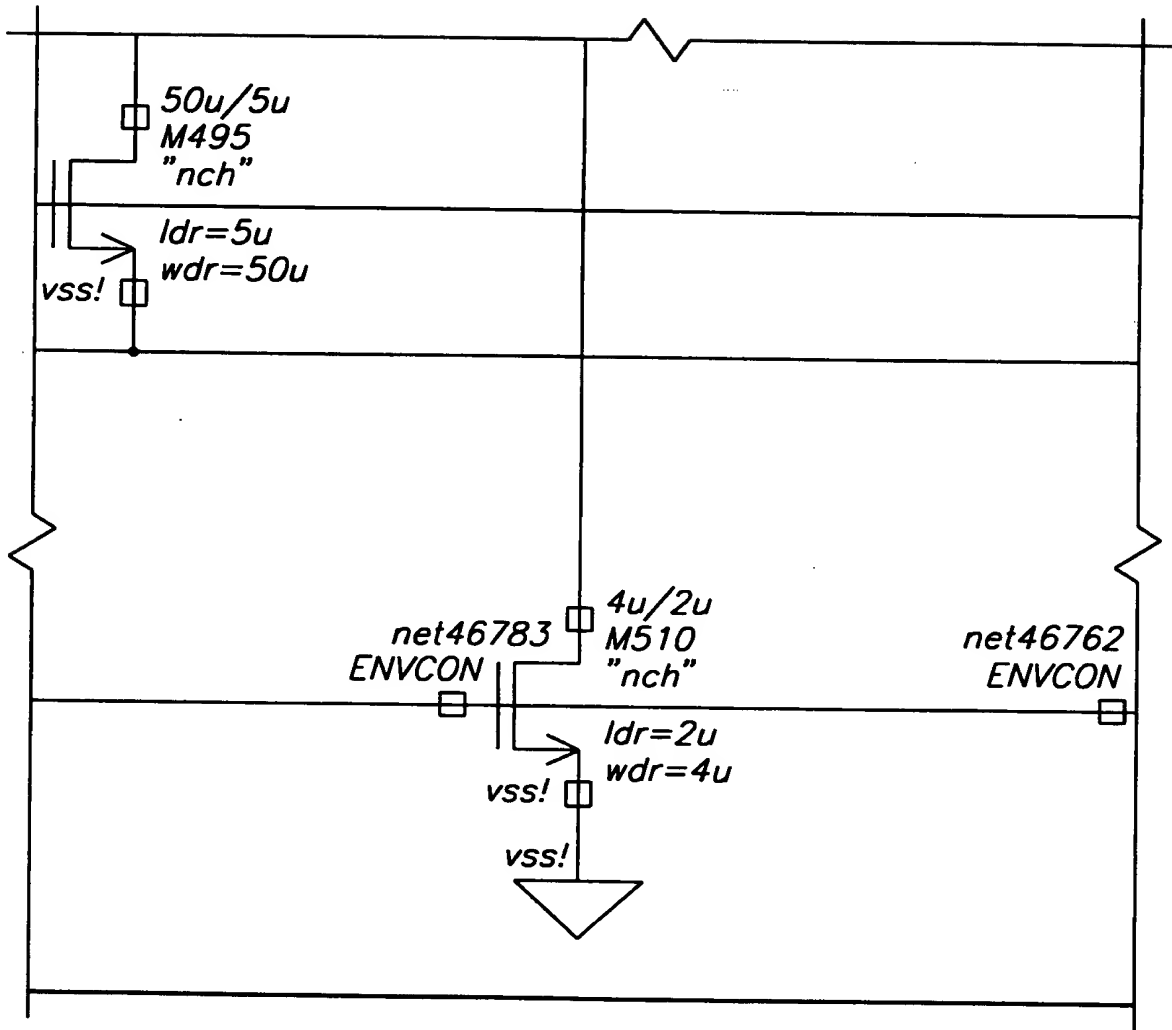 50u/5u
M495
"nch"
ldr=5u
wdr=50u
vss!
4u/2u
M510
"nch"
net46783
ENVCON
net46762
ENVCON
ldr=2u
wdr=4u
vss!
vss!